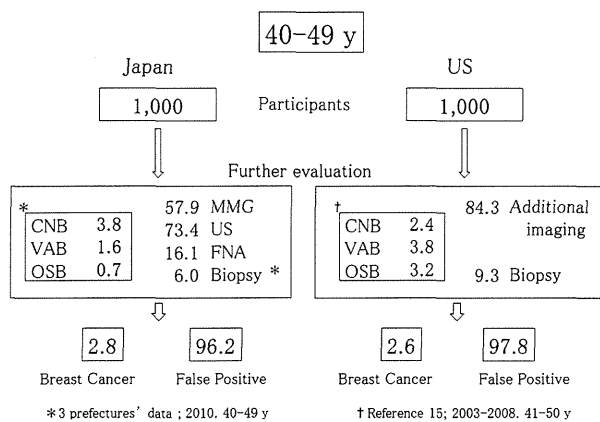 40-49 y
Japan
US
1,000
Participants
1,000
Further evaluation
*
CNB 3.8
VAB 1.6
OSB 0.7
57.9 MMG
73.4 US
16.1 FNA
6.0 Biopsy *
†
CNB 2.4
VAB 3.8
OSB 3.2
84.3 Additional
imaging
9.3 Biopsy
2.8
96.2
Breast Cancer
False Positive
2.6
97.8
Breast Cancer
False Positive
*3 prefectures' data ; 2010. 40-49 y
† Reference 15; 2003-2008. 41-50 y